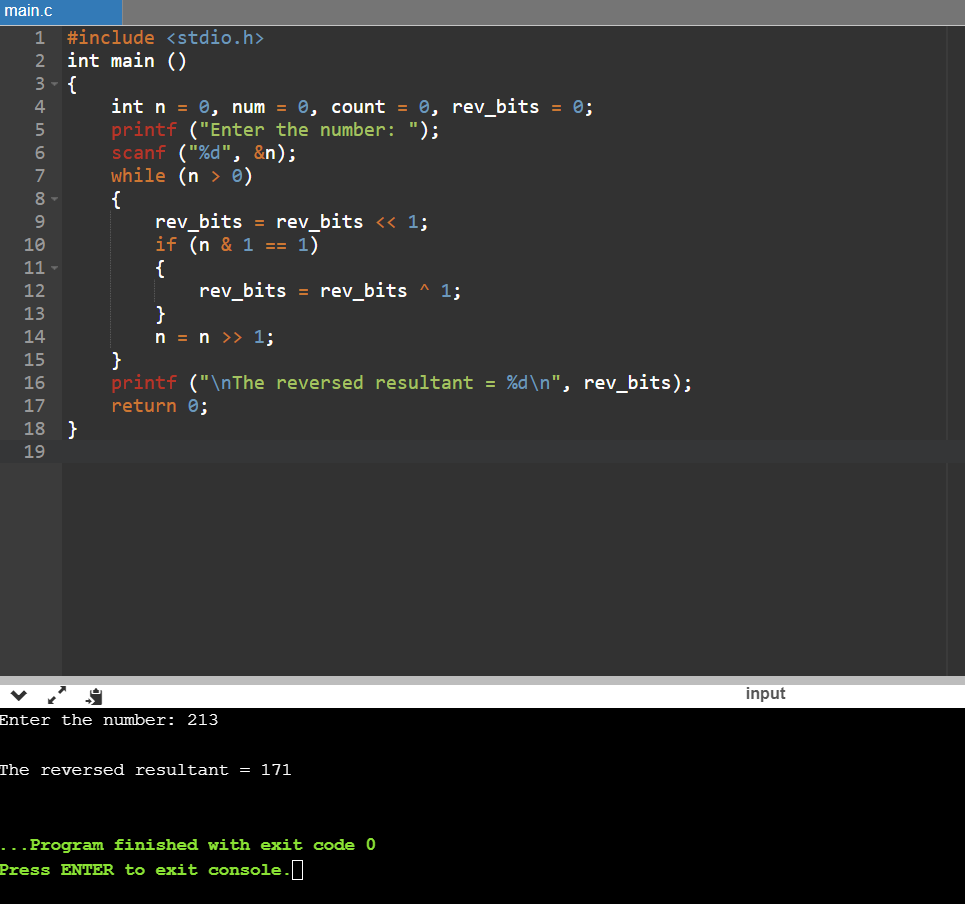 main.c
1 #include <stdio.h>
2 int main ()
3 {
4 int n = 0, num = 0, count = 0, rev_bits = 0;
5 printf ("Enter the number: ");
6 scanf ("%d", &n);
7 while (n > 0)
8 {
9 rev_bits = rev_bits << 1;
10 if (n & 1 == 1)
11 {
12 rev_bits = rev_bits ^ 1;
13 }
14 n = n >> 1;
15 }
16 printf ("\nThe reversed resultant = %d\n", rev_bits);
17 return 0;
18 }
19
input
Enter the number: 213
The reversed resultant = 171
...Program finished with exit code 0
Press ENTER to exit console.